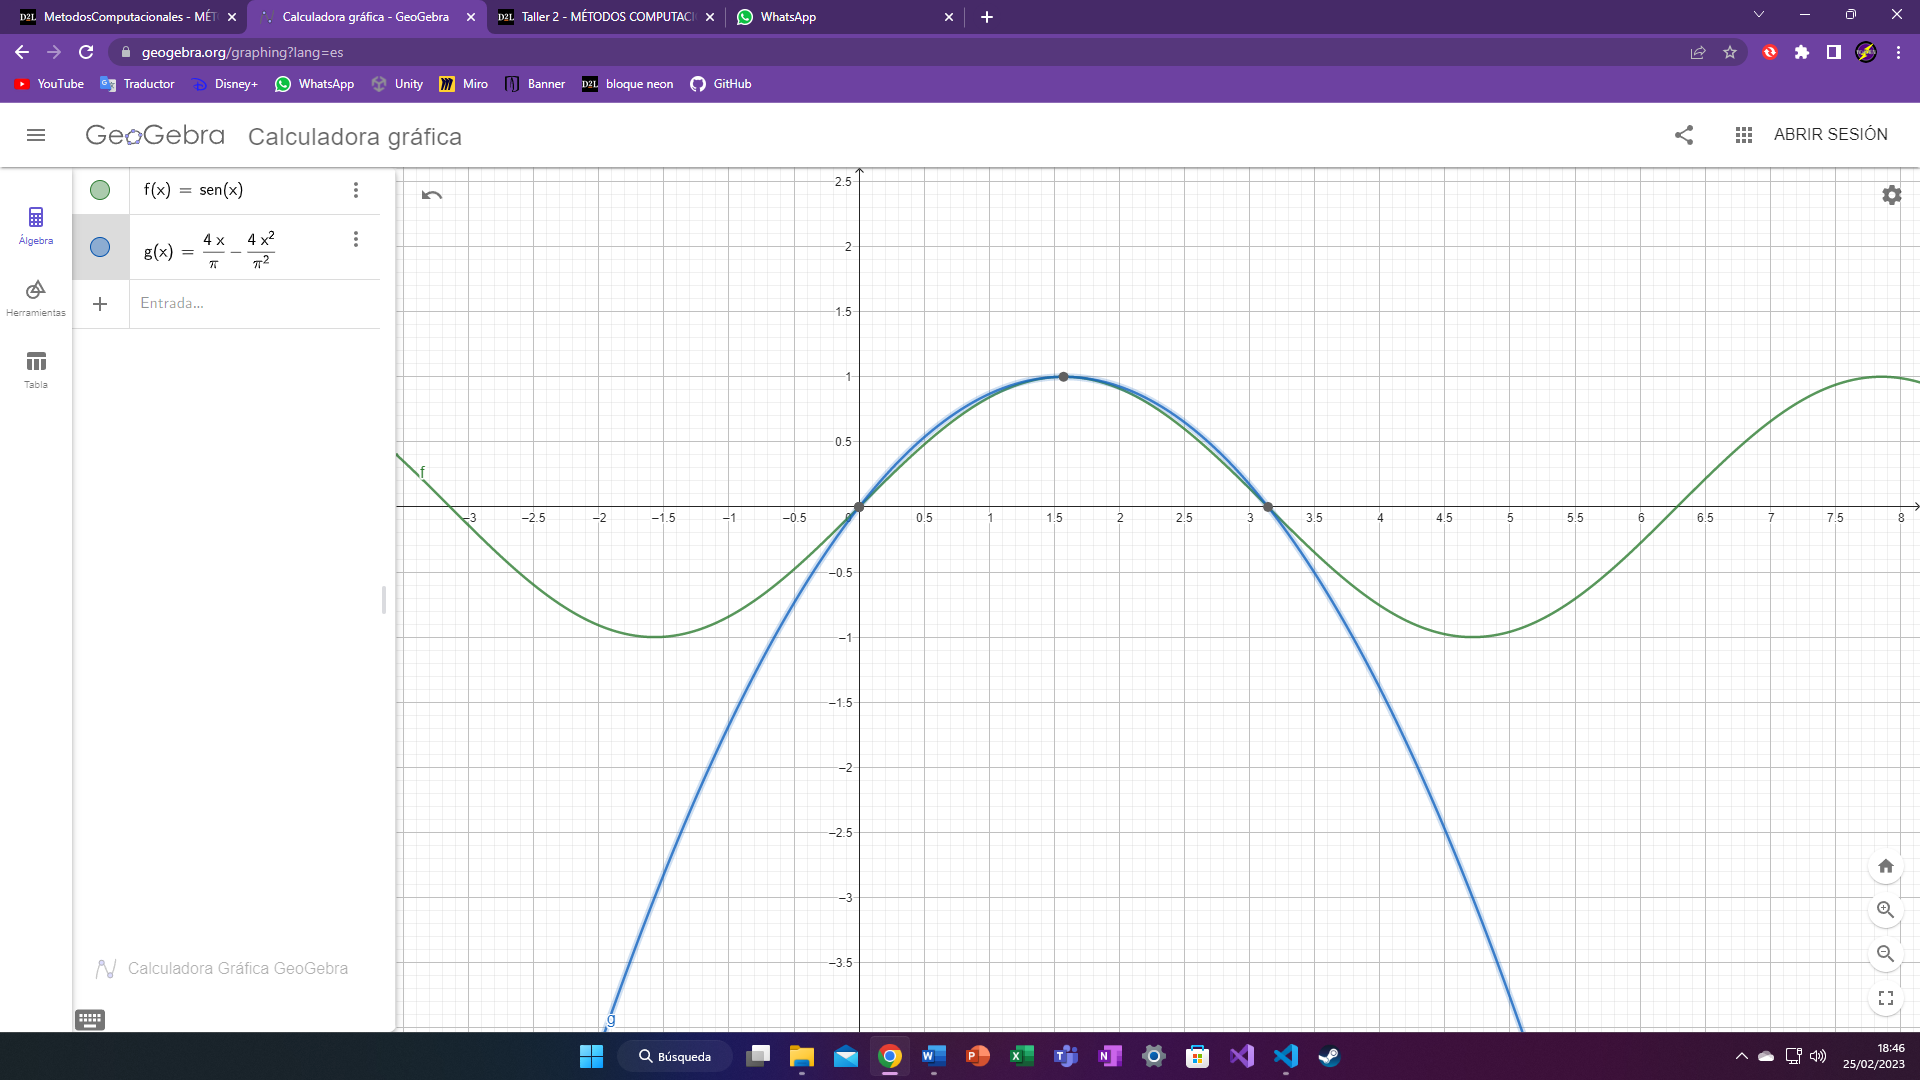 MetodosComputacionales - MÉT
Calculadora gráfica - GeoGebra
Taller 2 - MÉTODOS COMPUTACI
WhatsApp
geogebra.org/graphing?lang=es
YouTube
Traductor
Disney+
WhatsApp
Unity
Miro
Banner
bloque neon
GitHub
GeoGebra
Calculadora gráfica
ABRIR SESIÓN
Álgebra
Herramientas
Tabla
f(x) = sen(x)
g(x) = 4 x / π − 4 x² / π²
Entrada...
Calculadora Gráfica GeoGebra
2.5
2
1.5
1
0.5
−0.5
−1
−1.5
−2
−2.5
−3
−3.5
−3 −2.5 −2 −1.5 −1 −0.5 0 0.5 1 1.5 2 2.5 3 3.5 4 4.5 5 5.5 6 6.5 7 7.5 8
f
g
Búsqueda
18:46
25/02/2023